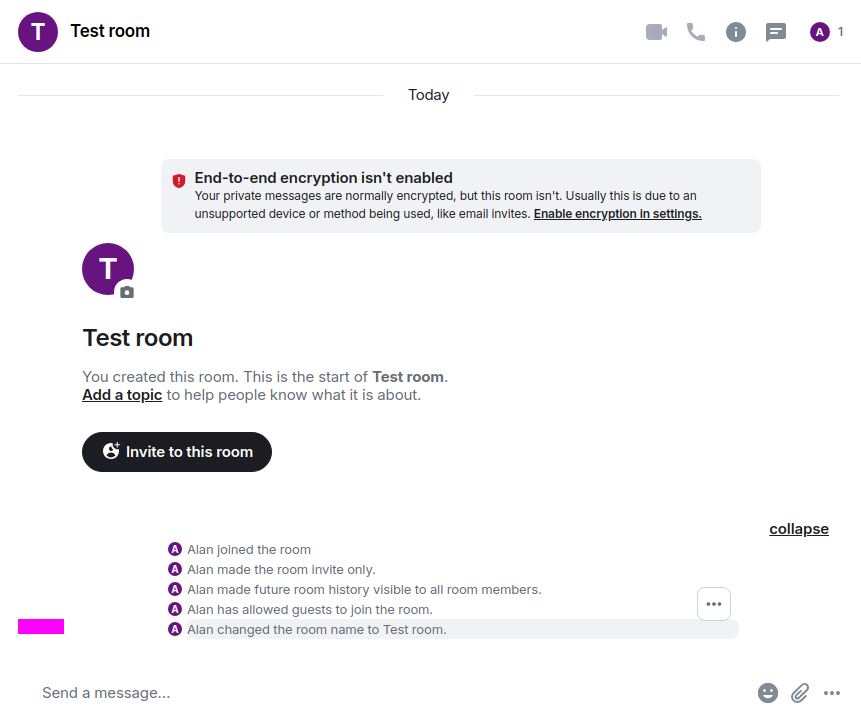 T Test room A 1
Today
End-to-end encryption isn't enabled
Your private messages are normally encrypted, but this room isn't. Usually this is due to an
unsupported device or method being used, like email invites. Enable encryption in settings.
T
Test room
You created this room. This is the start of Test room.
Add a topic to help people know what it is about.
Invite to this room
collapse
A Alan joined the room
A Alan made the room invite only.
A Alan made future room history visible to all room members.
A Alan has allowed guests to join the room.
A Alan changed the room name to Test room.
Send a message…